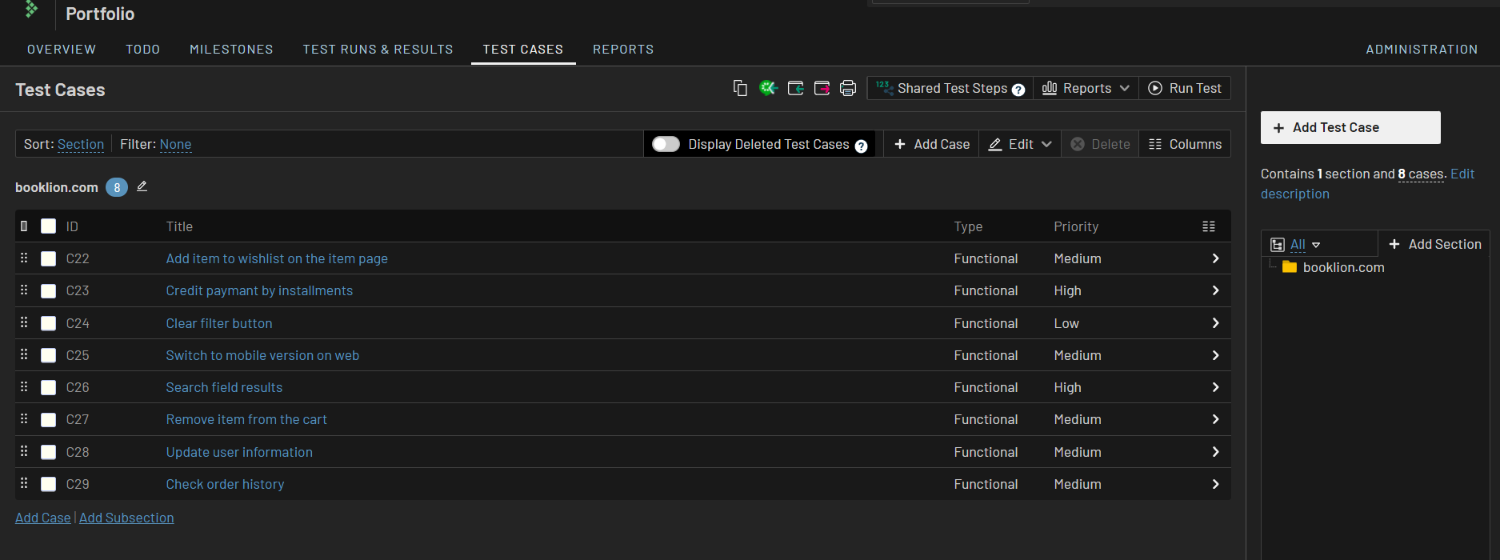 Portfolio
OVERVIEW TODO MILESTONES TEST RUNS & RESULTS TEST CASES REPORTS ADMINISTRATION
Test Cases
123 Shared Test Steps ? Reports Run Test
+ Add Test Case
Sort: Section Filter: None Display Deleted Test Cases ? + Add Case Edit Delete Columns
Contains 1 section and 8 cases. Edit
description
booklion.com 8
ID Title Type Priority
C22 Add item to wishlist on the item page Functional Medium
C23 Credit paymant by installments Functional High
C24 Clear filter button Functional Low
C25 Switch to mobile version on web Functional Medium
C26 Search field results Functional High
C27 Remove item from the cart Functional Medium
C28 Update user information Functional Medium
C29 Check order history Functional Medium
Add Case | Add Subsection
All + Add Section
booklion.com